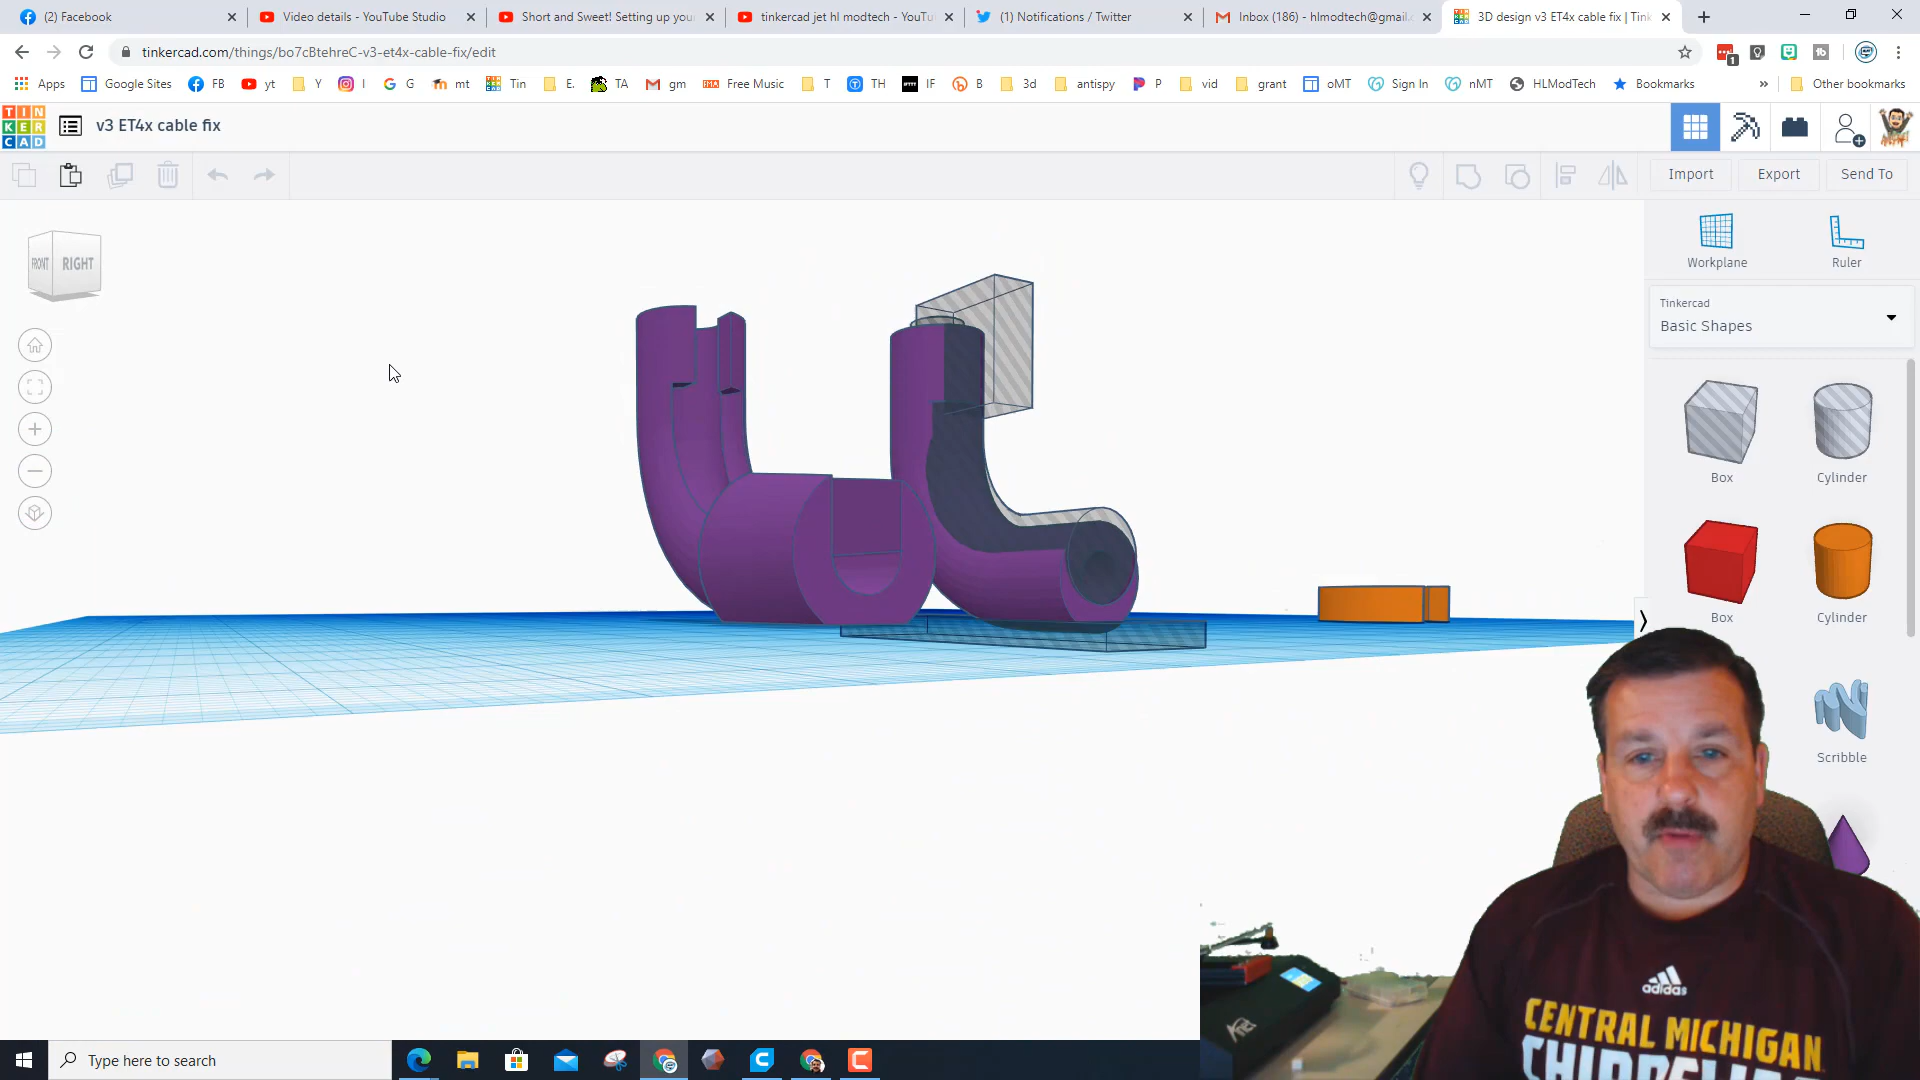 (2) Facebook
Video details - YouTube Studio
Short and Sweet! Setting up you
tinkercad jet hl modtech - YouTu
(1) Notifications / Twitter
Inbox (186) - hlmodtech@gmail.c
3D design v3 ET4x cable fix | Tink
tinkercad.com/things/bo7cBtehreC-v3-et4x-cable-fix/edit
1
Apps
Google Sites
FB
yt
Y
I
G
mt
Tin
E.
TA
gm
Free Music
T
TH
IF
B
3d
antispy
P
vid
grant
oMT
Sign In
nMT
HLModTech
Bookmarks
»
Other bookmarks
TIN
KER
CAD
v3 ET4x cable fix
Import
Export
Send To
FRONT
RIGHT
Workplane
Ruler
Tinkercad
Basic Shapes
Box
Cylinder
Box
Cylinder
Scribble
adidas
CENTRAL MICHIGAN
CHIPPEWAS
Type here to search